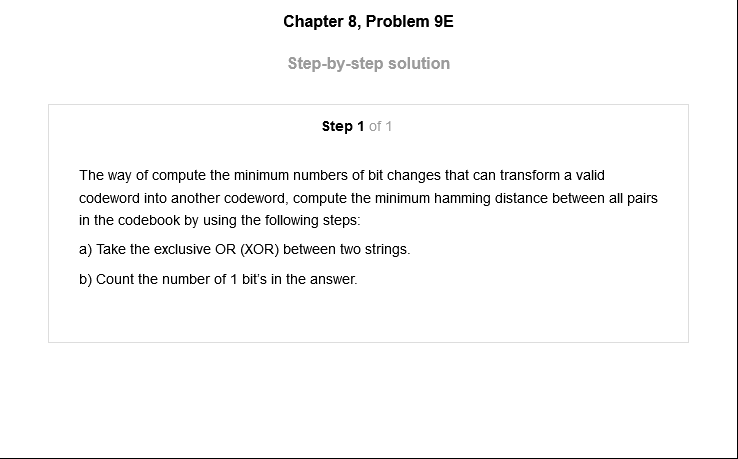 Chapter 8, Problem 9E
Step-by-step solution
Step 1 of 1
The way of compute the minimum numbers of bit changes that can transform a valid
codeword into another codeword, compute the minimum hamming distance between all pairs
in the codebook by using the following steps:
a) Take the exclusive OR (XOR) between two strings.
b) Count the number of 1 bit's in the answer.